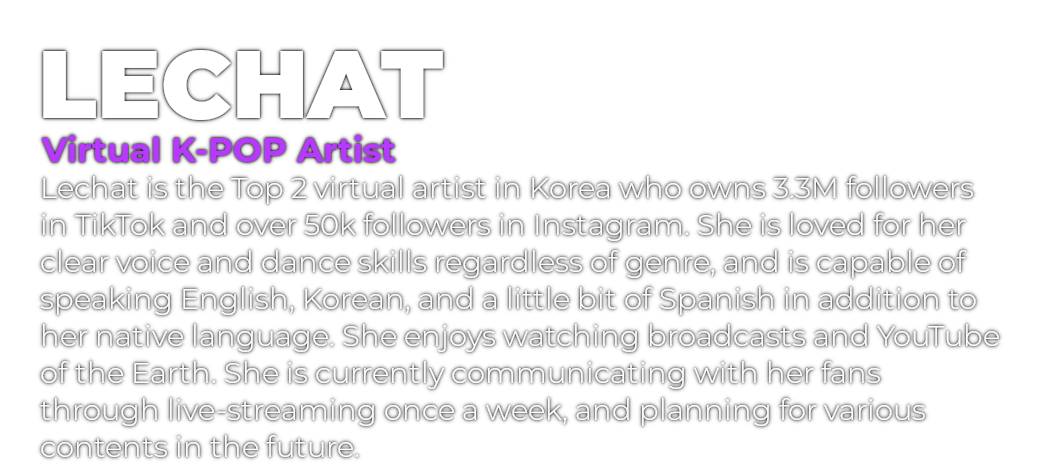 LECHAT
Virtual K-POP Artist
Lechat is the Top 2 virtual artist in Korea who owns 3.3M followers
in TikTok and over 50k followers in Instagram. She is loved for her
clear voice and dance skills regardless of genre, and is capable of
speaking English, Korean, and a little bit of Spanish in addition to
her native language. She enjoys watching broadcasts and YouTube
of the Earth. She is currently communicating with her fans
through live-streaming once a week, and planning for various
contents in the future.